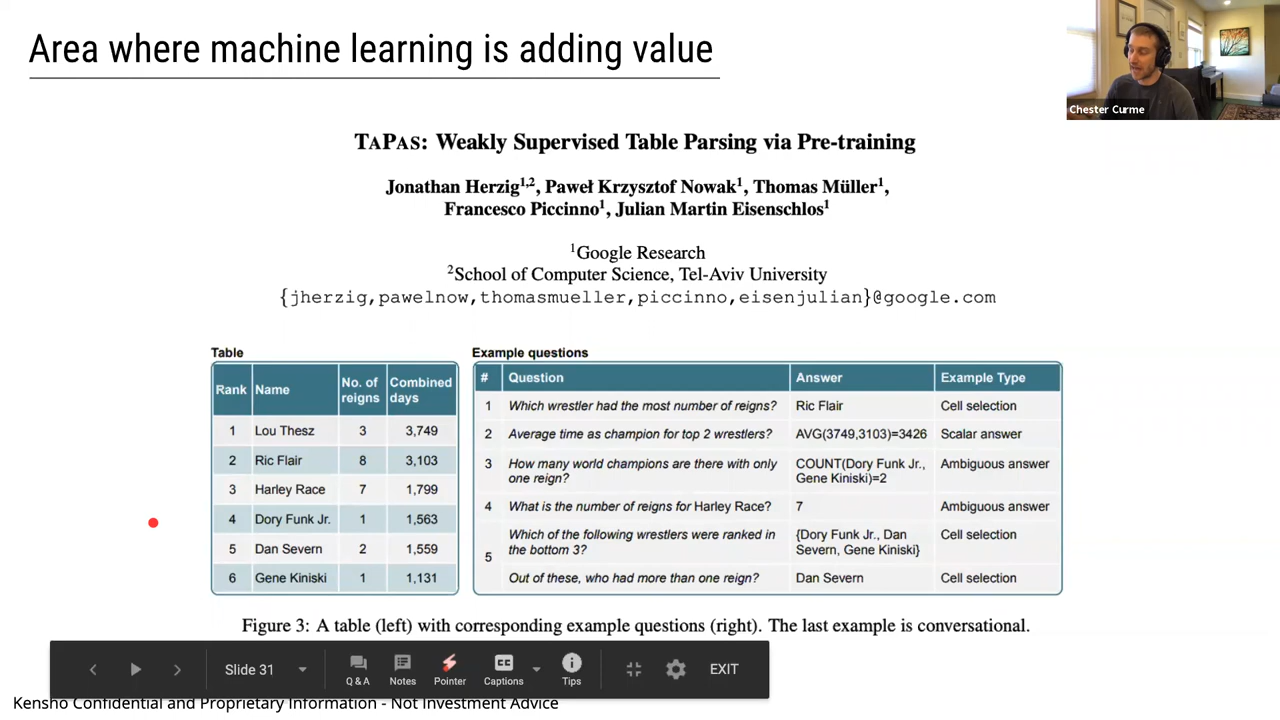 Area where machine learning is adding value
Chester Curme
TAPAS: Weakly Supervised Table Parsing via Pre-training
Jonathan Herzig1,2, Paweł Krzysztof Nowak1, Thomas Müller1,
Francesco Piccinno1, Julian Martin Eisenschlos1
1Google Research
2School of Computer Science, Tel-Aviv University
{jherzig,pawelnow,thomasmueller,piccinno,eisenjulian}@google.com
Table
Rank Name No. of reigns Combined days
1 Lou Thesz 3 3,749
2 Ric Flair 8 3,103
3 Harley Race 7 1,799
4 Dory Funk Jr. 1 1,563
5 Dan Severn 2 1,559
6 Gene Kiniski 1 1,131
Example questions
# Question Answer Example Type
1 Which wrestler had the most number of reigns? Ric Flair Cell selection
2 Average time as champion for top 2 wrestlers? AVG(3749,3103)=3426 Scalar answer
3 How many world champions are there with only COUNT(Dory Funk Jr., Ambiguous answer
one reign? Gene Kiniski)=2
4 What is the number of reigns for Harley Race? 7 Ambiguous answer
5 Which of the following wrestlers were ranked in {Dory Funk Jr., Dan Cell selection
the bottom 3? Severn, Gene Kiniski}
Out of these, who had more than one reign? Dan Severn Cell selection
Figure 3: A table (left) with corresponding example questions (right). The last example is conversational.
Slide 31
Q & A
Notes
Pointer
CC
Captions
Tips
EXIT
Kensho Confidential and Proprietary Information - Not Investment Advice